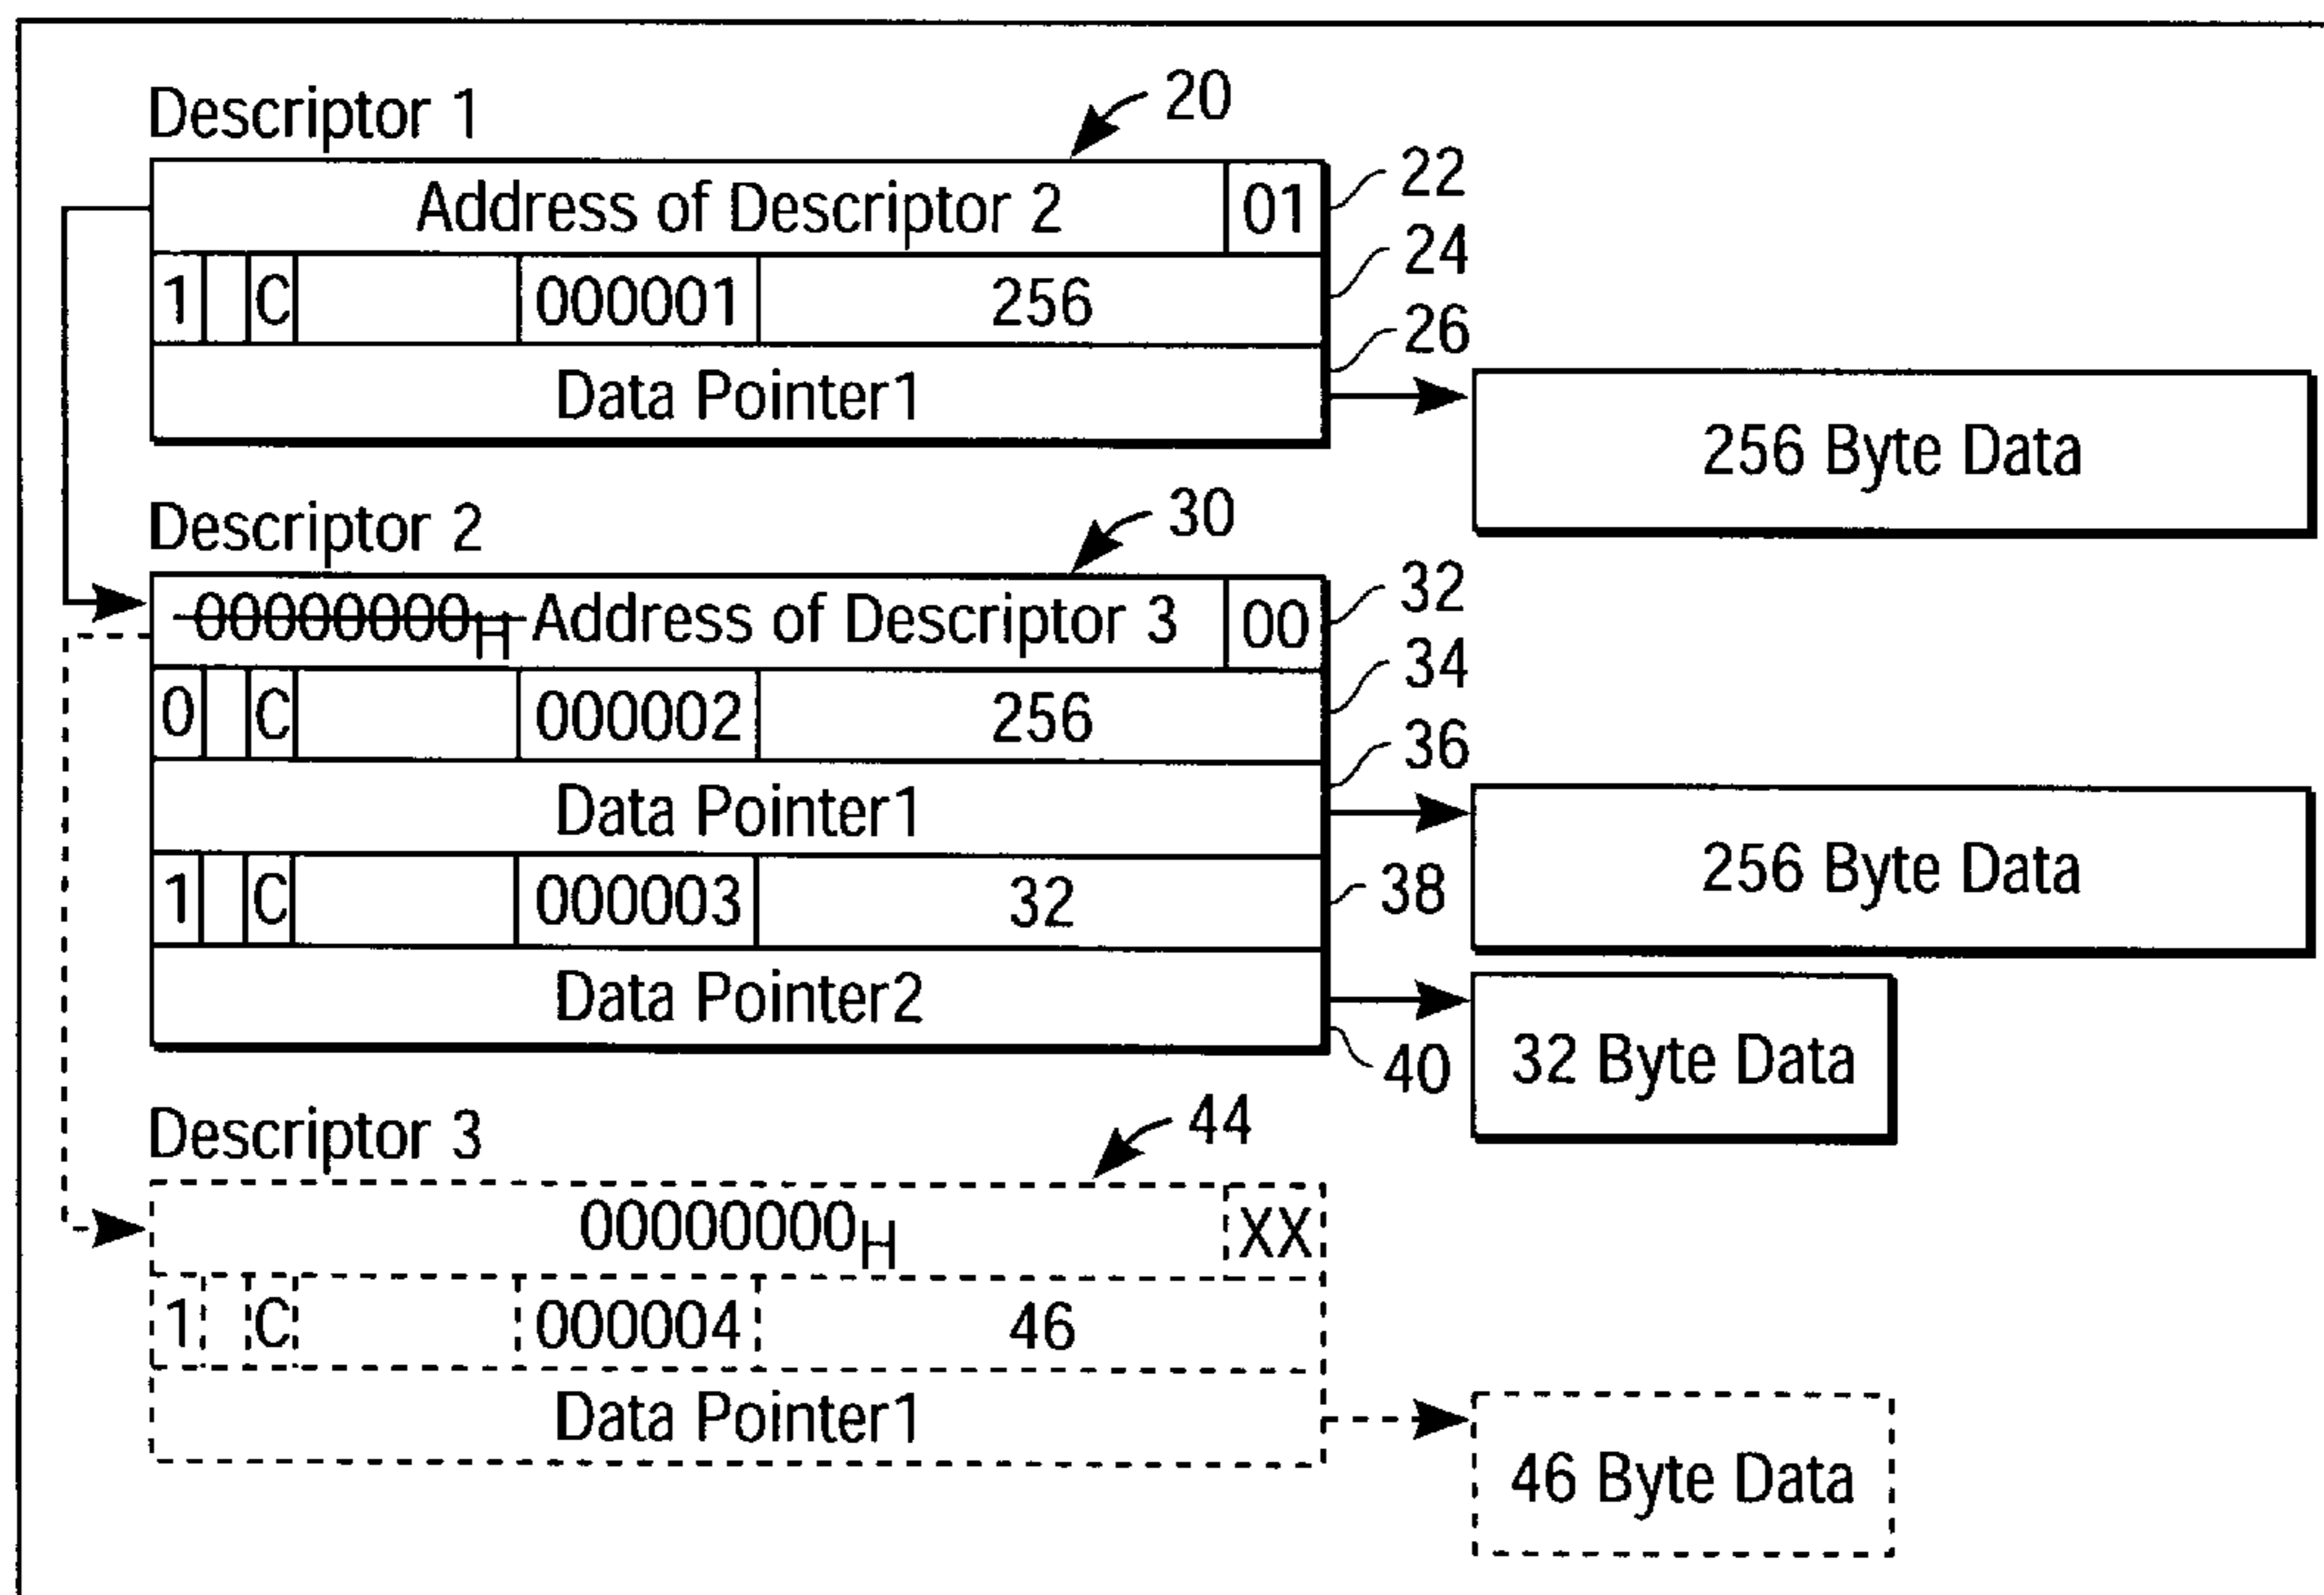 Descriptor 1 20
Address of Descriptor 2 01 22
1 C 000001 256 24
Data Pointer1 26
256 Byte Data
Descriptor 2 30
00000000H Address of Descriptor 3 00 32
0 C 000002 256 34
Data Pointer1 36
256 Byte Data
1 C 000003 32 38
Data Pointer2 40
32 Byte Data
Descriptor 3 44
00000000H XX
1 C 000004 46
Data Pointer1
46 Byte Data